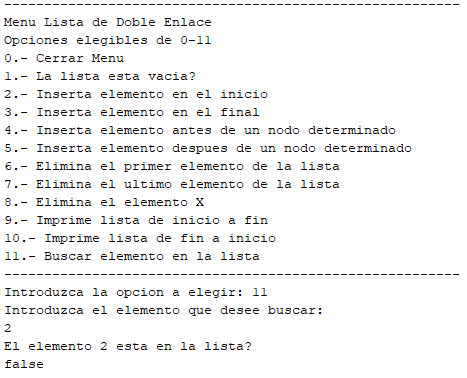 ---------------------------------------------------------
Menu Lista de Doble Enlace
Opciones elegibles de 0-11
0.- Cerrar Menu
1.- La lista esta vacia?
2.- Inserta elemento en el inicio
3.- Inserta elemento en el final
4.- Inserta elemento antes de un nodo determinado
5.- Inserta elemento despues de un nodo determinado
6.- Elimina el primer elemento de la lista
7.- Elimina el ultimo elemento de la lista
8.- Elimina el elemento X
9.- Imprime lista de inicio a fin
10.- Imprime lista de fin a inicio
11.- Buscar elemento en la lista
---------------------------------------------------------
Introduzca la opcion a elegir: 11
Introduzca el elemento que desee buscar:
2
El elemento 2 esta en la lista?
false